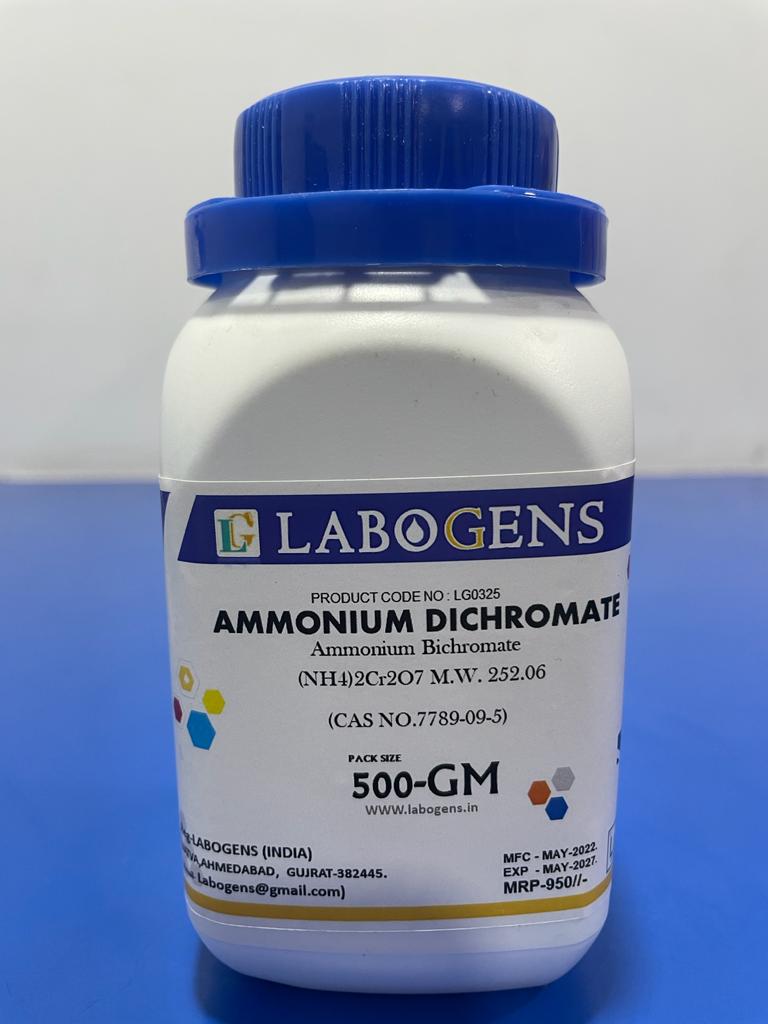 LG LABOGENS
PRODUCT CODE NO : LG0325
AMMONIUM DICHROMATE
Ammonium Bichromate
(NH4)2Cr2O7 M.W. 252.06
(CAS NO.7789-09-5)
PACK SIZE
500-GM
WWW.labogens.in
-LABOGENS (INDIA)
,AHMEDABAD, GUJRAT-382445.
Labogens@gmail.com)
MFC - MAY-2022.
EXP - MAY-2027.
MRP-950//-